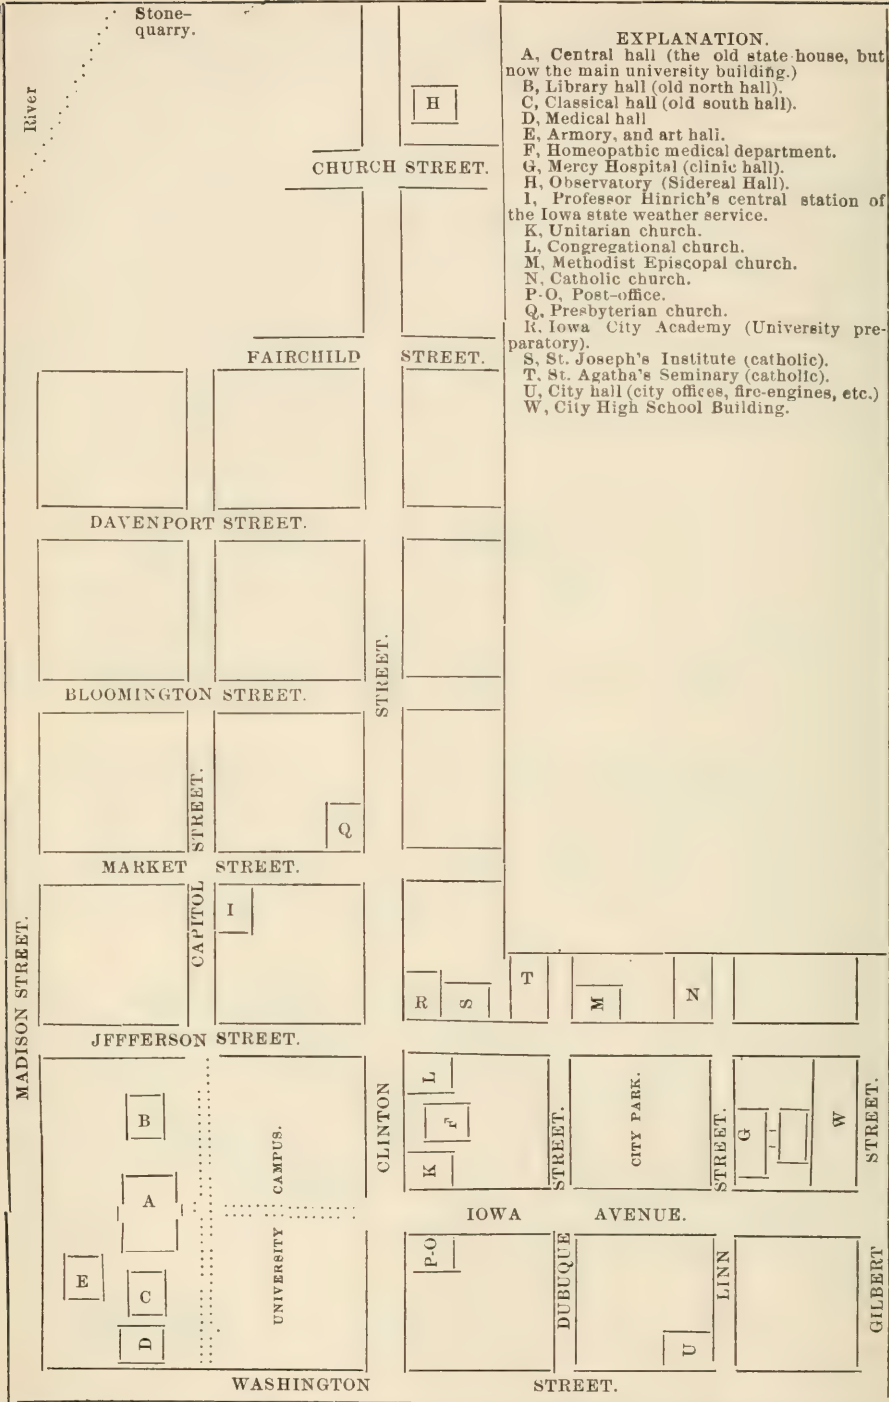 Stone-
quarry.
River
EXPLANATION.
A, Central hall (the old state house, but
now the main university building.)
B, Library hall (old north hall).
C, Classical hall (old south hall).
D, Medical hall
E, Armory, and art hall.
F, Homeopathic medical department.
G, Mercy Hospital (clinic hall).
H, Observatory (Sidereal Hall).
I, Professor Hinrich's central station of
the Iowa state weather service.
K, Unitarian church.
L, Congregational church.
M, Methodist Episcopal church.
N, Catholic church.
P-O, Post-office.
Q, Presbyterian church.
R. Iowa City Academy (University pre-
paratory).
S, St. Joseph's Institute (catholic).
T, St. Agatha's Seminary (catholic).
U, City hall (city offices, fire-engines, etc.)
W, City High School Building.
H
CHURCH STREET.
FAIRCHILD STREET.
DAVENPORT STREET.
BLOOMINGTON STREET.
Q
MARKET STREET.
I
R
S
T
M
N
JFFFERSON STREET.
MADISON STREET.
CAPITOL STREET.
CLINTON STREET.
B
A
E
C
D
UNIVERSITY CAMPUS.
L
F
K
CITY PARK.
G
W
IOWA AVENUE.
P-O
DUBUQUE STREET.
LINN STREET.
GILBERT STREET.
U
WASHINGTON STREET.